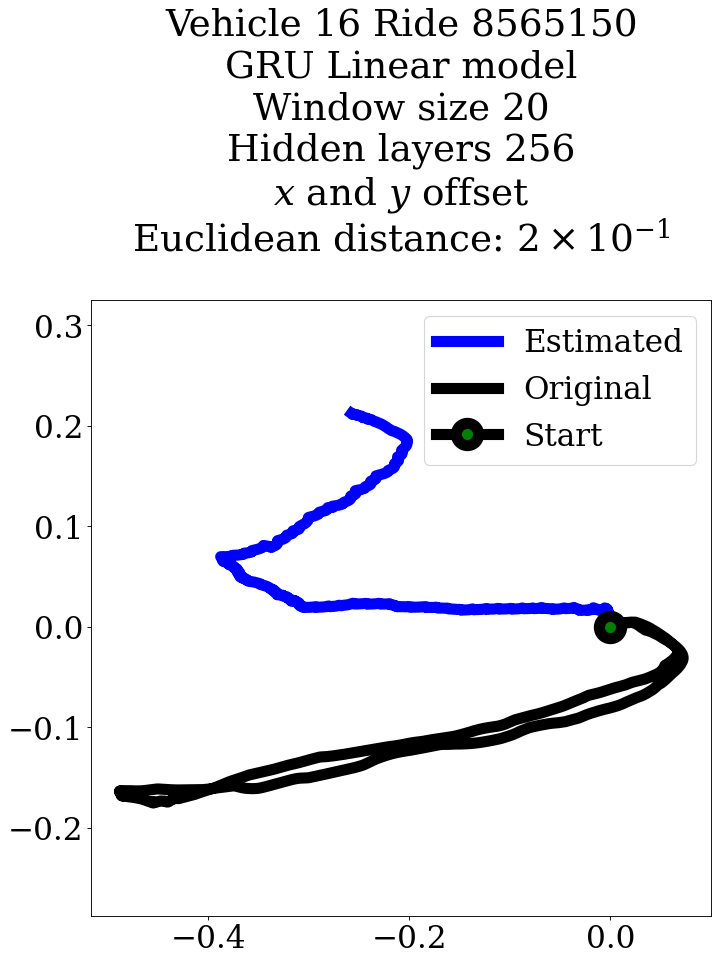 Vehicle 16 Ride 8565150
GRU Linear model
Window size 20
Hidden layers 256
x and y offset
Euclidean distance: 2 × 10⁻¹
Estimated
Original
Start
0.3
0.2
0.1
0.0
−0.1
−0.2
−0.4
−0.2
0.0